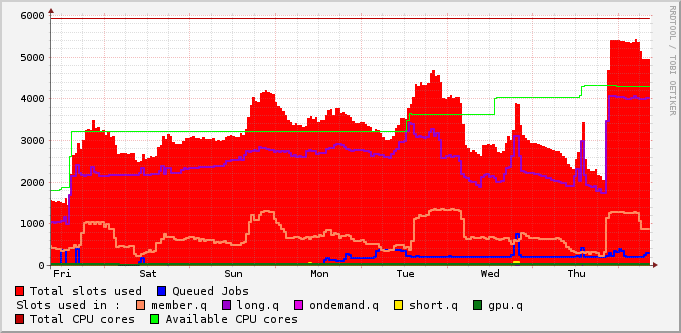 6000
5000
4000
3000
2000
1000
0
Fri Sat Sun Mon Tue Wed Thu
RRDTOOL / TOBI OETIKER
Total slots used Queued Jobs
Slots used in : member.q long.q ondemand.q short.q gpu.q
Total CPU cores Available CPU cores